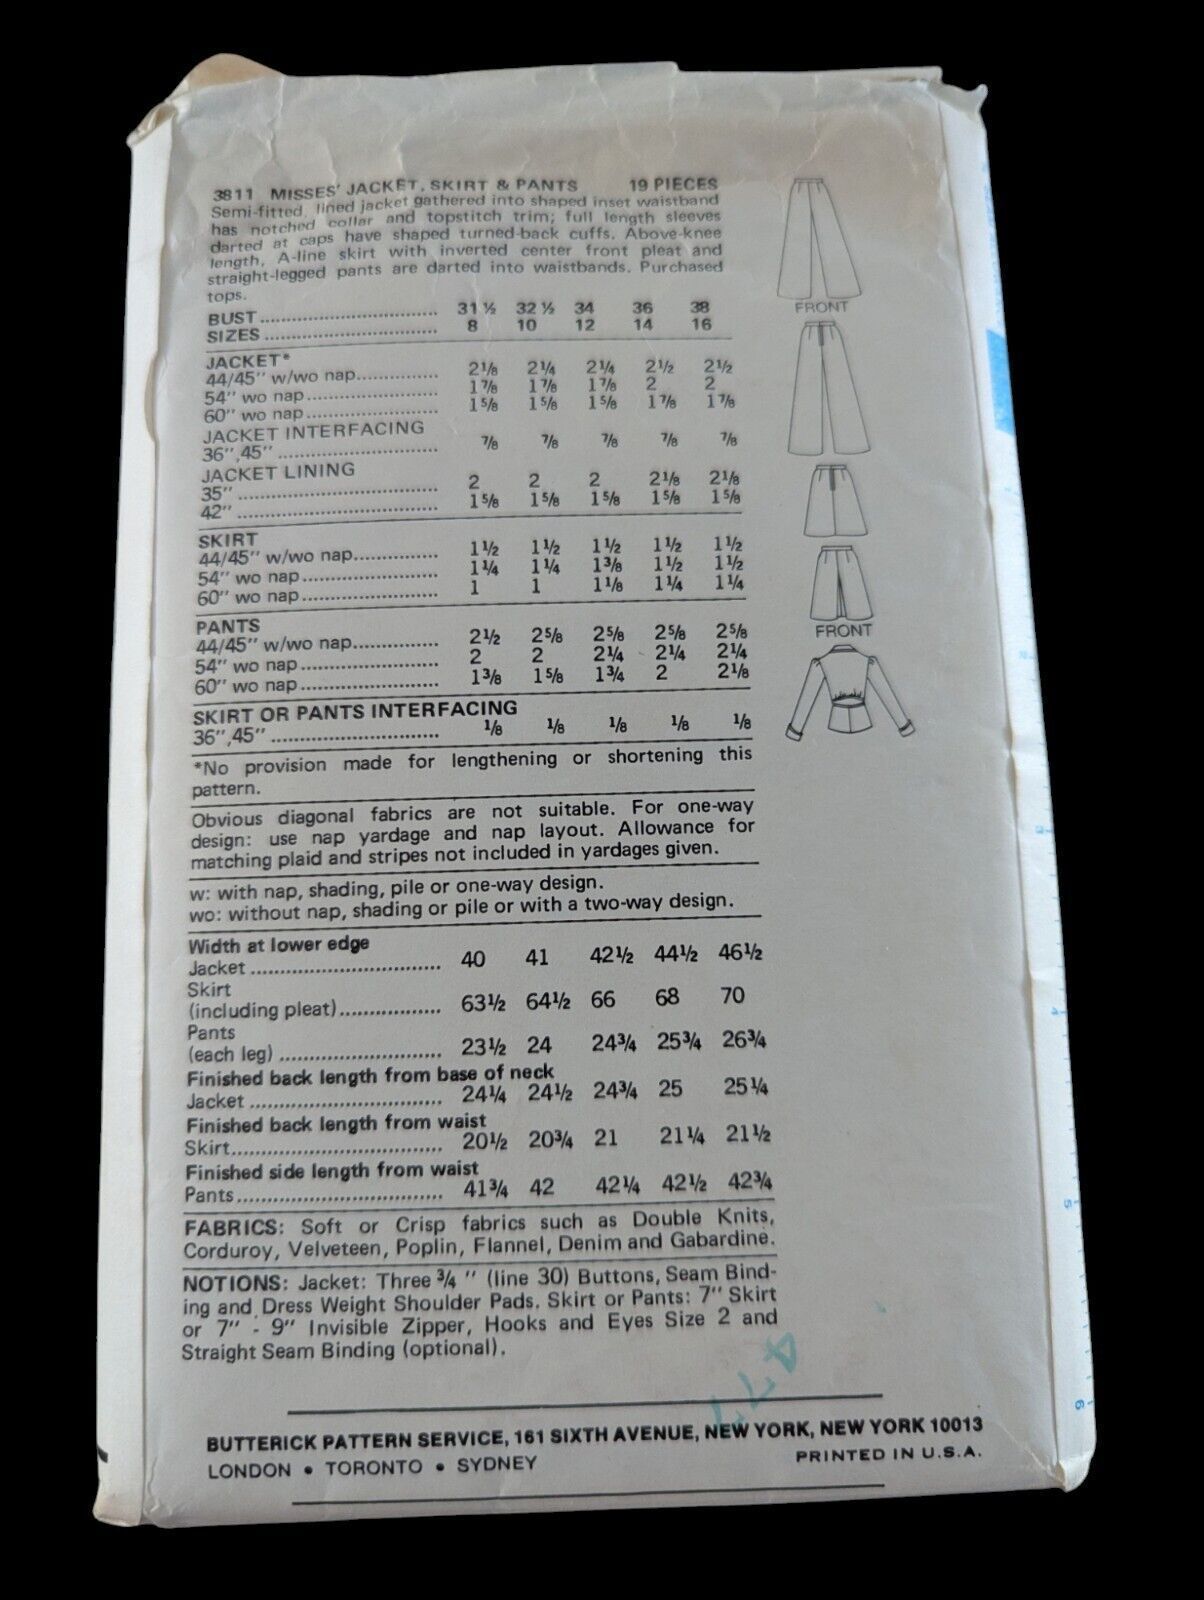 3811 MISSES' JACKET, SKIRT & PANTS 19 PIECES
Semi-fitted, lined jacket gathered into shaped inset waistband
has notched collar and topstitch trim; full length sleeves
darted at caps have shaped turned-back cuffs. Above-knee
length, A-line skirt with inverted center front pleat and
straight-legged pants are darted into waistbands. Purchased
tops.
BUST 31½ 32½ 34 36 38
SIZES 8 10 12 14 16
JACKET*
44/45" w/wo nap 2⅛ 2¼ 2¼ 2½ 2½
54" wo nap 1⅞ 1⅞ 1⅞ 2 2
60" wo nap 1⅝ 1⅝ 1⅝ 1⅞ 1⅞
JACKET INTERFACING
36",45" ⅞ ⅞ ⅞ ⅞ ⅞
JACKET LINING
35" 2 2 2 2⅛ 2⅛
42" 1⅝ 1⅝ 1⅝ 1⅝ 1⅝
SKIRT
44/45" w/wo nap 1½ 1½ 1½ 1½ 1½
54" wo nap 1¼ 1¼ 1⅜ 1½ 1½
60" wo nap 1 1 1⅛ 1¼ 1¼
PANTS
44/45" w/wo nap 2½ 2⅝ 2⅝ 2⅝ 2⅝
54" wo nap 2 2 2¼ 2¼ 2¼
60" wo nap 1⅜ 1⅝ 1¾ 2 2⅛
SKIRT OR PANTS INTERFACING
36",45" ⅛ ⅛ ⅛ ⅛ ⅛
*No provision made for lengthening or shortening this
pattern.
Obvious diagonal fabrics are not suitable. For one-way
design: use nap yardage and nap layout. Allowance for
matching plaid and stripes not included in yardages given.
w: with nap, shading, pile or one-way design.
wo: without nap, shading or pile or with a two-way design.
Width at lower edge
Jacket 40 41 42½ 44½ 46½
Skirt
(including pleat) 63½ 64½ 66 68 70
Pants
(each leg) 23½ 24 24¾ 25¾ 26¾
Finished back length from base of neck
Jacket 24¼ 24½ 24¾ 25 25¼
Finished back length from waist
Skirt 20½ 20¾ 21 21¼ 21½
Finished side length from waist
Pants 41¾ 42 42¼ 42½ 42¾
FABRICS: Soft or Crisp fabrics such as Double Knits,
Corduroy, Velveteen, Poplin, Flannel, Denim and Gabardine.
NOTIONS: Jacket: Three ¾" (line 30) Buttons, Seam Bind-
ing and Dress Weight Shoulder Pads. Skirt or Pants: 7" Skirt
or 7" - 9" Invisible Zipper, Hooks and Eyes Size 2 and
Straight Seam Binding (optional).
BUTTERICK PATTERN SERVICE, 161 SIXTH AVENUE, NEW YORK, NEW YORK 10013
LONDON • TORONTO • SYDNEY PRINTED IN U.S.A.
FRONT
FRONT
3
4
5
6